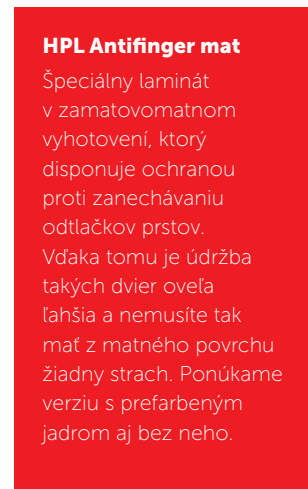 HPL Antifinger mat
Špeciálny laminát
v zamatovomatnom
vyhotovení, ktorý
disponuje ochranou
proti zanechávaniu
odtlačkov prstov.
Vďaka tomu je údržba
takých dvier oveľa
ľahšia a nemusíte tak
mať z matného povrchu
žiadny strach. Ponúkame
verziu s prefarbeným
jadrom aj bez neho.